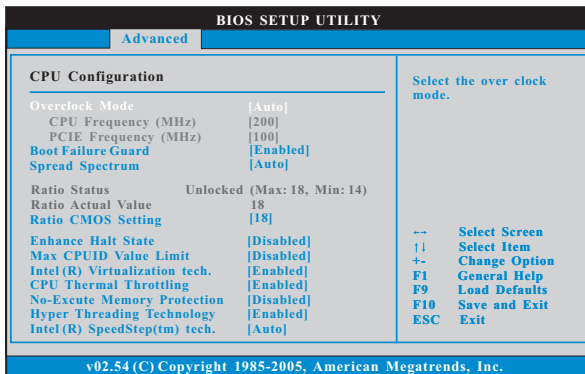 BIOS SETUP UTILITY
Advanced
CPU Configuration
Overclock Mode [Auto]
CPU Frequency (MHz) [200]
PCIE Frequency (MHz) [100]
Boot Failure Guard [Enabled]
Spread Spectrum [Auto]
Ratio Status Unlocked (Max: 18, Min: 14)
Ratio Actual Value 18
Ratio CMOS Setting [18]
Enhance Halt State [Disabled]
Max CPUID Value Limit [Disabled]
Intel (R) Virtualization tech. [Enabled]
CPU Thermal Throttling [Enabled]
No-Excute Memory Protection [Disabled]
Hyper Threading Technology [Enabled]
Intel (R) SpeedStep(tm) tech. [Auto]
Select the over clock
mode.
←→ Select Screen
↑↓ Select Item
+- Change Option
F1 General Help
F9 Load Defaults
F10 Save and Exit
ESC Exit
v02.54 (C) Copyright 1985-2005, American Megatrends, Inc.